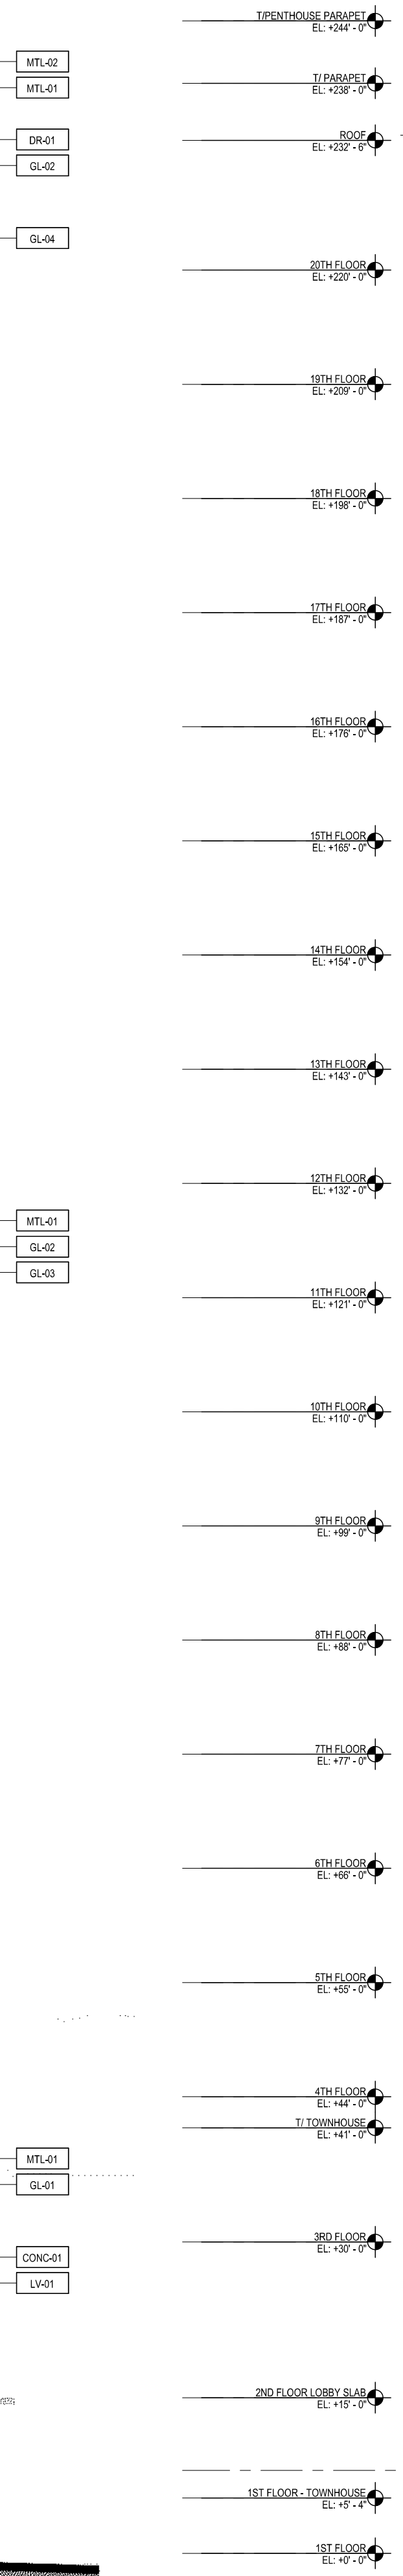 T/PENTHOUSE PARAPET
EL: +244' - 0"
MTL-02
T/ PARAPET
EL: +238' - 0"
MTL-01
ROOF
EL: +232' - 6"
DR-01
GL-02
GL-04
20TH FLOOR
EL: +220' - 0"
19TH FLOOR
EL: +209' - 0"
18TH FLOOR
EL: +198' - 0"
17TH FLOOR
EL: +187' - 0"
16TH FLOOR
EL: +176' - 0"
15TH FLOOR
EL: +165' - 0"
14TH FLOOR
EL: +154' - 0"
13TH FLOOR
EL: +143' - 0"
12TH FLOOR
EL: +132' - 0"
MTL-01
GL-02
GL-03
11TH FLOOR
EL: +121' - 0"
10TH FLOOR
EL: +110' - 0"
9TH FLOOR
EL: +99' - 0"
8TH FLOOR
EL: +88' - 0"
7TH FLOOR
EL: +77' - 0"
6TH FLOOR
EL: +66' - 0"
5TH FLOOR
EL: +55' - 0"
4TH FLOOR
EL: +44' - 0"
T/ TOWNHOUSE
EL: +41' - 0"
MTL-01
GL-01
3RD FLOOR
EL: +30' - 0"
CONC-01
LV-01
2ND FLOOR LOBBY SLAB
EL: +15' - 0"
1ST FLOOR - TOWNHOUSE
EL: +5' - 4"
1ST FLOOR
EL: +0' - 0"